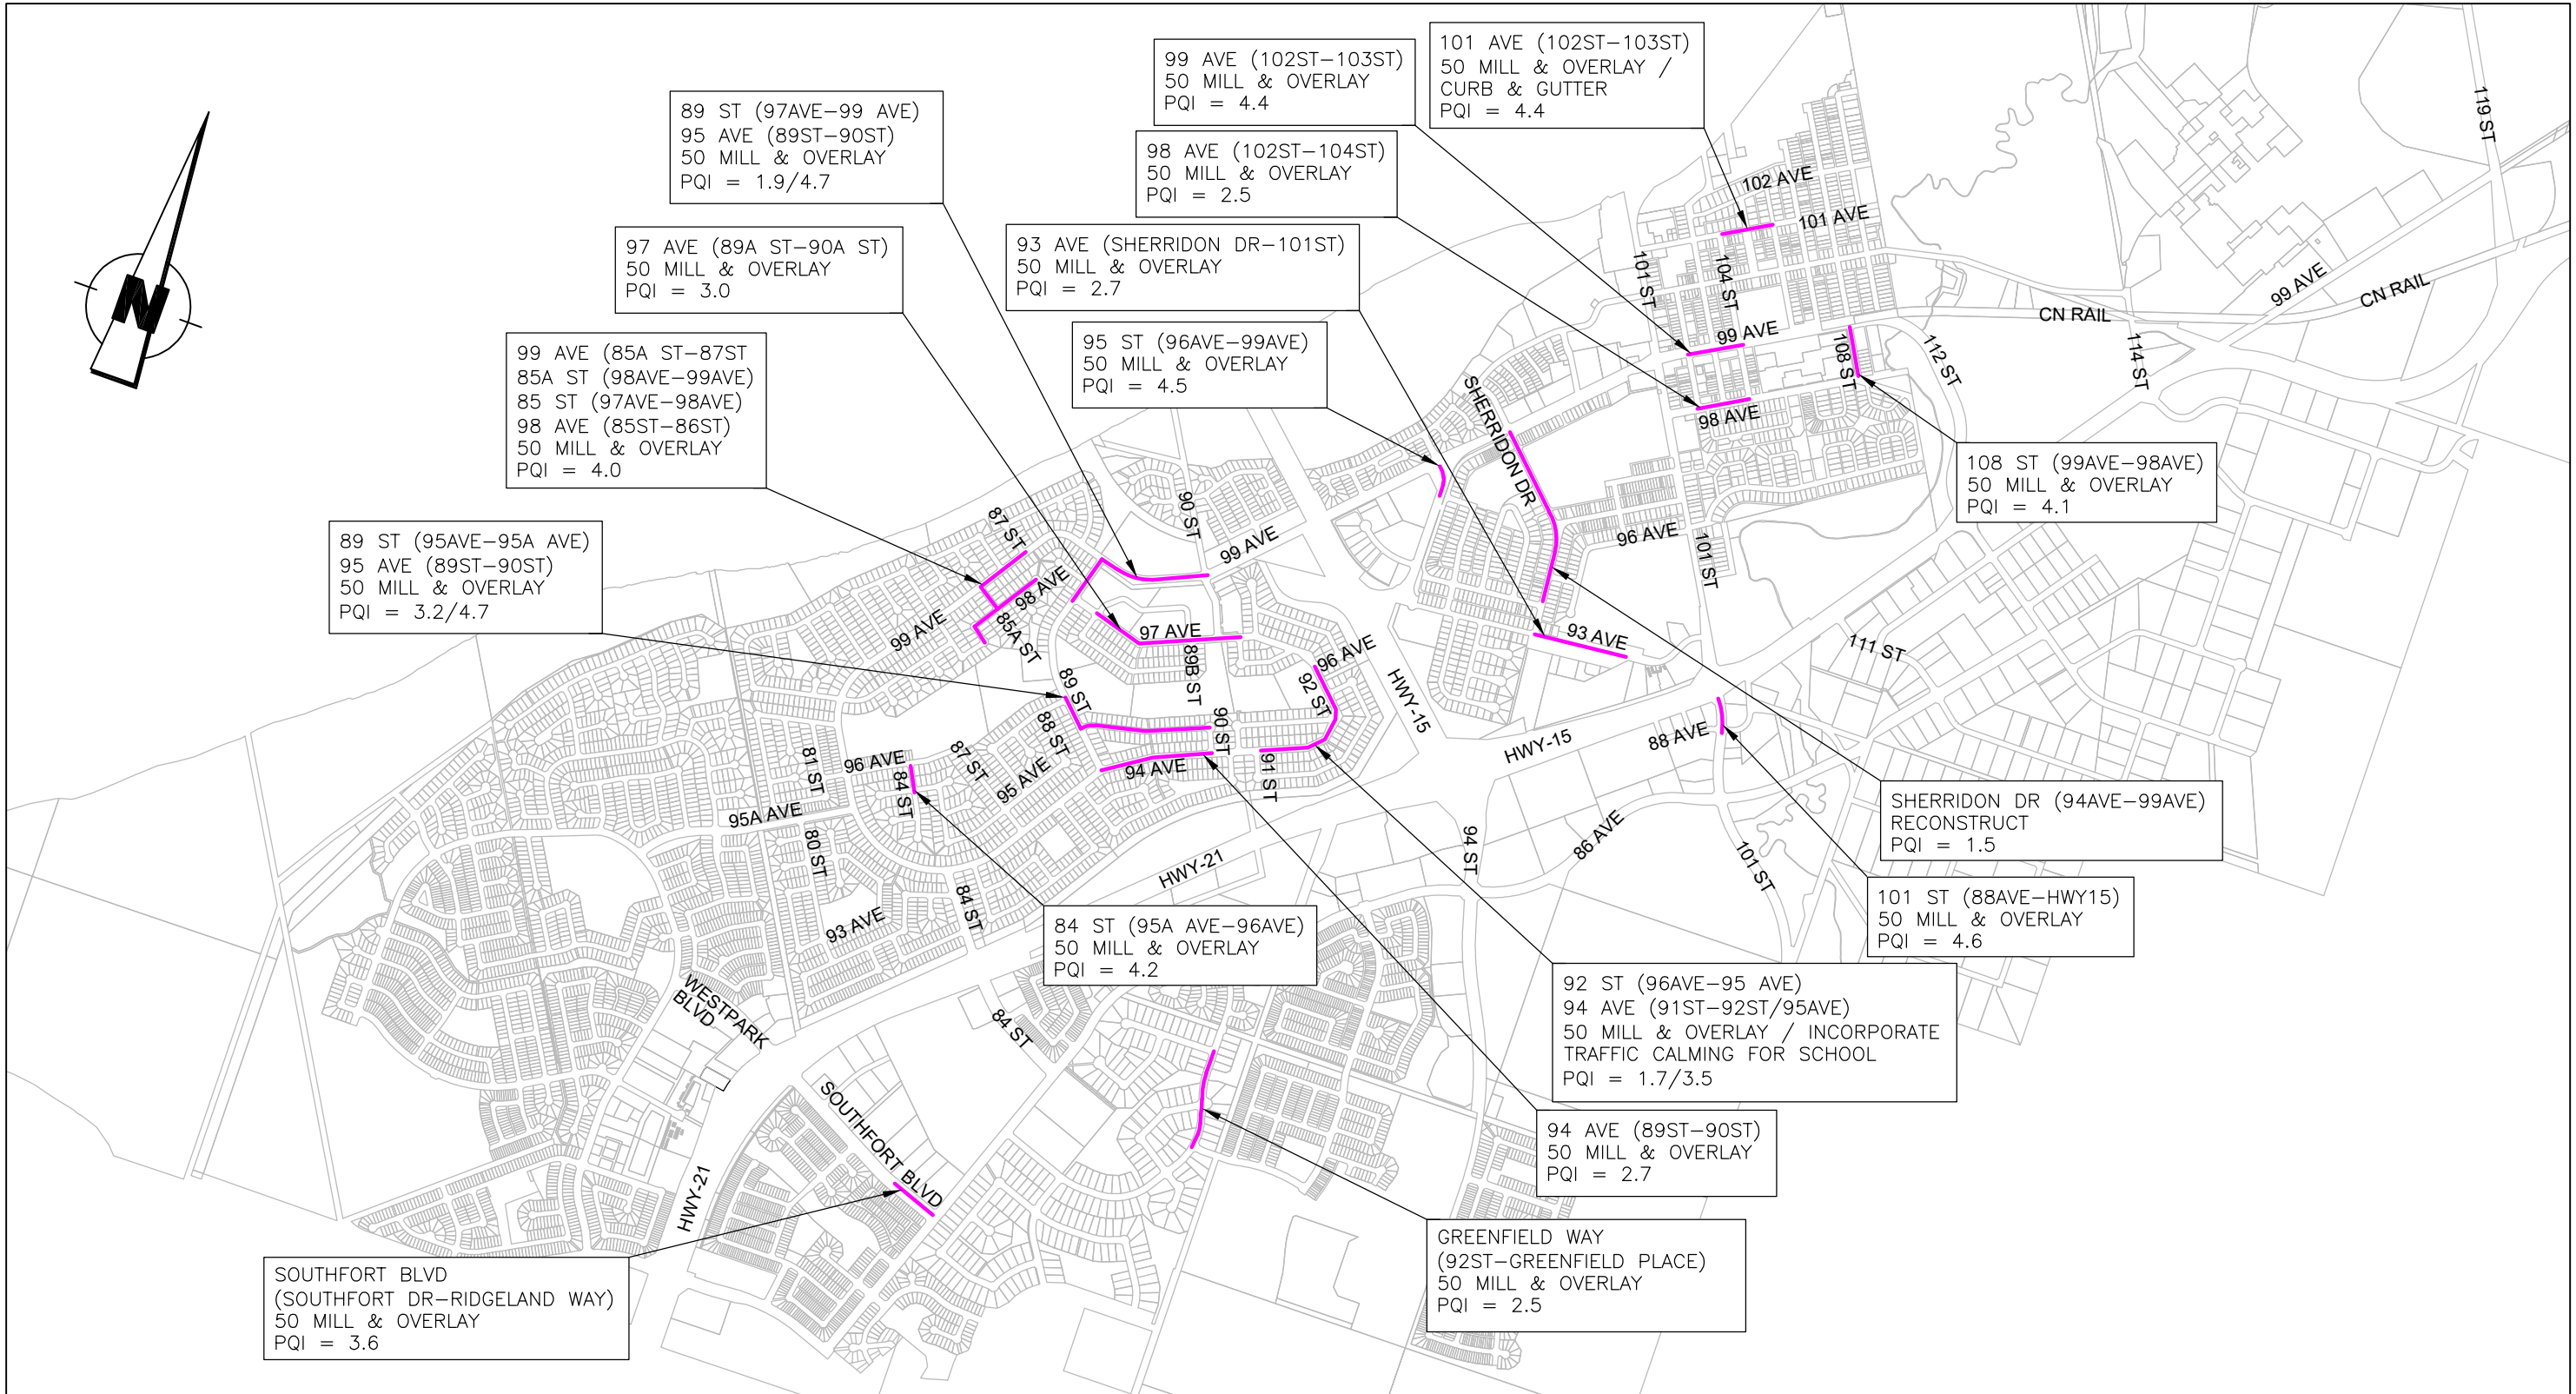 99 AVE (102ST-103ST)
50 MILL & OVERLAY
PQI = 4.4
101 AVE (102ST-103ST)
50 MILL & OVERLAY /
CURB & GUTTER
PQI = 4.4
89 ST (97AVE-99 AVE)
95 AVE (89ST-90ST)
50 MILL & OVERLAY
PQI = 1.9/4.7
98 AVE (102ST-104ST)
50 MILL & OVERLAY
PQI = 2.5
97 AVE (89A ST-90A ST)
50 MILL & OVERLAY
PQI = 3.0
93 AVE (SHERRIDON DR-101ST)
50 MILL & OVERLAY
PQI = 2.7
99 AVE (85A ST-87ST
85A ST (98AVE-99AVE)
85 ST (97AVE-98AVE)
98 AVE (85ST-86ST)
50 MILL & OVERLAY
PQI = 4.0
95 ST (96AVE-99AVE)
50 MILL & OVERLAY
PQI = 4.5
89 ST (95AVE-95A AVE)
95 AVE (89ST-90ST)
50 MILL & OVERLAY
PQI = 3.2/4.7
108 ST (99AVE-98AVE)
50 MILL & OVERLAY
PQI = 4.1
SHERRIDON DR (94AVE-99AVE)
RECONSTRUCT
PQI = 1.5
101 ST (88AVE-HWY15)
50 MILL & OVERLAY
PQI = 4.6
84 ST (95A AVE-96AVE)
50 MILL & OVERLAY
PQI = 4.2
92 ST (96AVE-95 AVE)
94 AVE (91ST-92ST/95AVE)
50 MILL & OVERLAY / INCORPORATE
TRAFFIC CALMING FOR SCHOOL
PQI = 1.7/3.5
94 AVE (89ST-90ST)
50 MILL & OVERLAY
PQI = 2.7
GREENFIELD WAY
(92ST-GREENFIELD PLACE)
50 MILL & OVERLAY
PQI = 2.5
SOUTHFORT BLVD
(SOUTHFORT DR-RIDGELAND WAY)
50 MILL & OVERLAY
PQI = 3.6
N
119 ST
102 AVE
101 AVE
101 ST
104 ST
99 AVE
CN RAIL
CN RAIL
99 AVE
108 ST
112 ST
114 ST
98 AVE
SHERRIDON DR
90 ST
99 AVE
87 ST
98 AVE
96 AVE
101 ST
99 AVE
85A ST
97 AVE
89B ST
96 AVE
92 ST
93 AVE
111 ST
HWY-15
89 ST
88 ST
90 ST
HWY-15
88 AVE
81 ST
96 AVE
84 ST
87 ST
95 AVE
94 AVE
91 ST
95A AVE
80 ST
94 ST
86 AVE
101 ST
HWY-21
93 AVE
84 ST
WESTPARK
BLVD
84 ST
SOUTHFORT BLVD
HWY-21